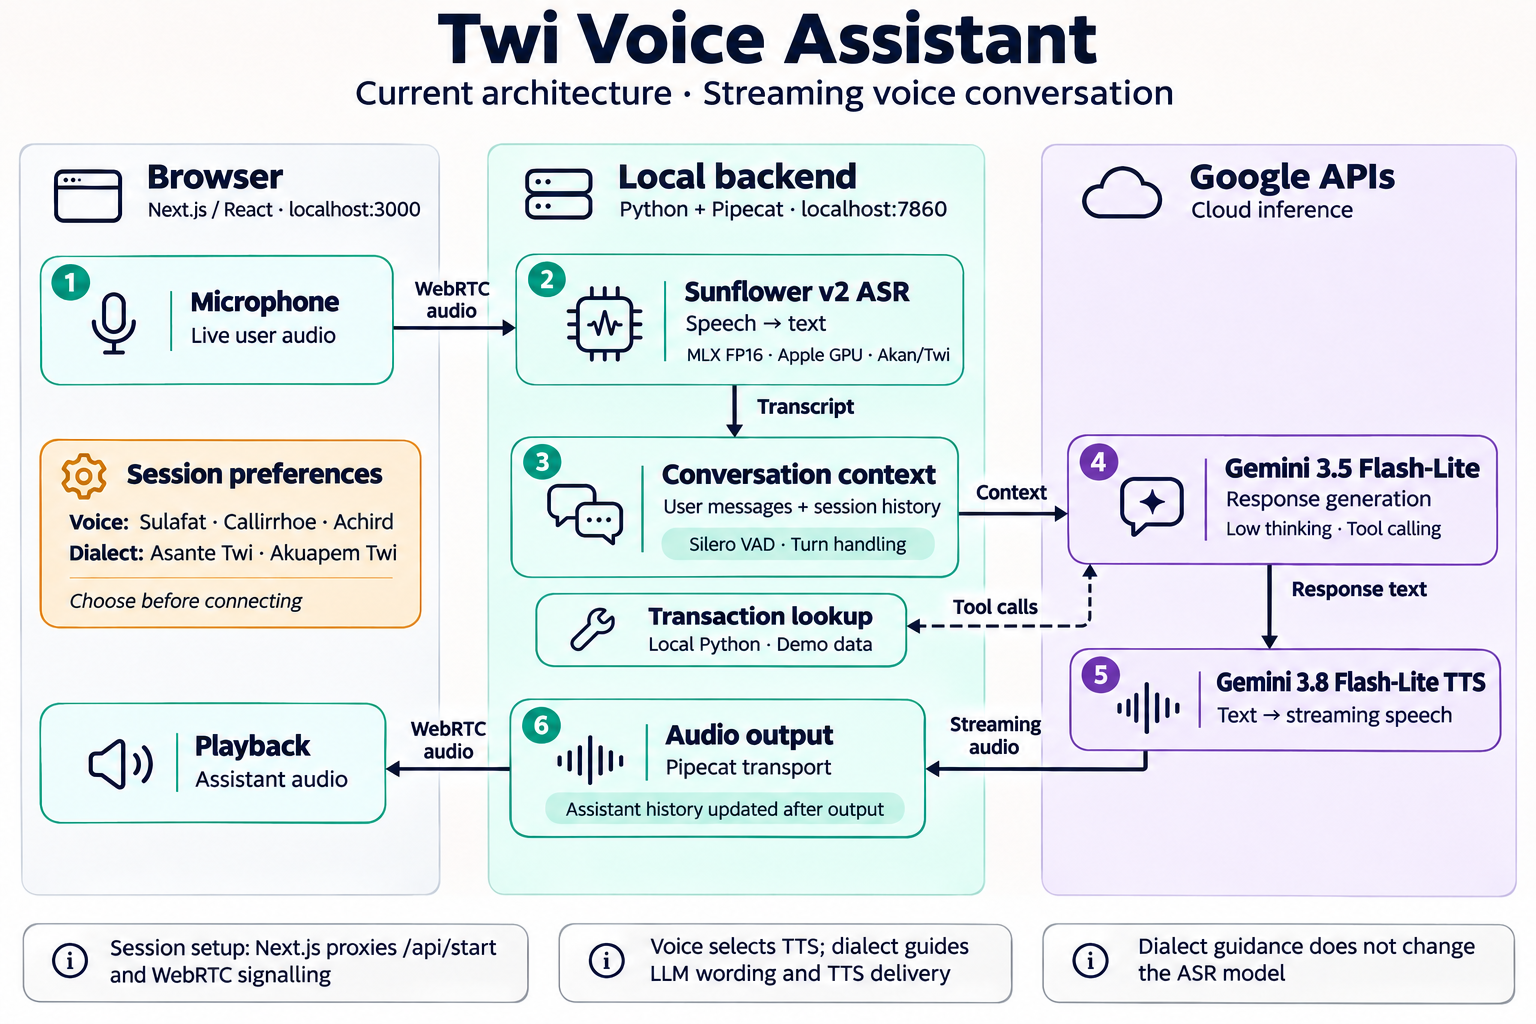 Twi Voice Assistant
Current architecture · Streaming voice conversation
Browser
Next.js / React · localhost:3000
1
Microphone
Live user audio
WebRTC
audio
Session preferences
Voice: Sulafat · Callirrhoe · Achird
Dialect: Asante Twi · Akuapem Twi
Choose before connecting
Playback
Assistant audio
WebRTC
audio
Local backend
Python + Pipecat · localhost:7860
2
Sunflower v2 ASR
Speech → text
MLX FP16 · Apple GPU · Akan/Twi
Transcript
3
Conversation context
User messages + session history
Silero VAD · Turn handling
Context
Transaction lookup
Local Python · Demo data
Tool calls
6
Audio output
Pipecat transport
Assistant history updated after output
Streaming
audio
Google APIs
Cloud inference
4
Gemini 3.5 Flash-Lite
Response generation
Low thinking · Tool calling
Response text
5
Gemini 3.8 Flash-Lite TTS
Text → streaming speech
Session setup: Next.js proxies /api/start
and WebRTC signalling
Voice selects TTS; dialect guides
LLM wording and TTS delivery
Dialect guidance does not change
the ASR model